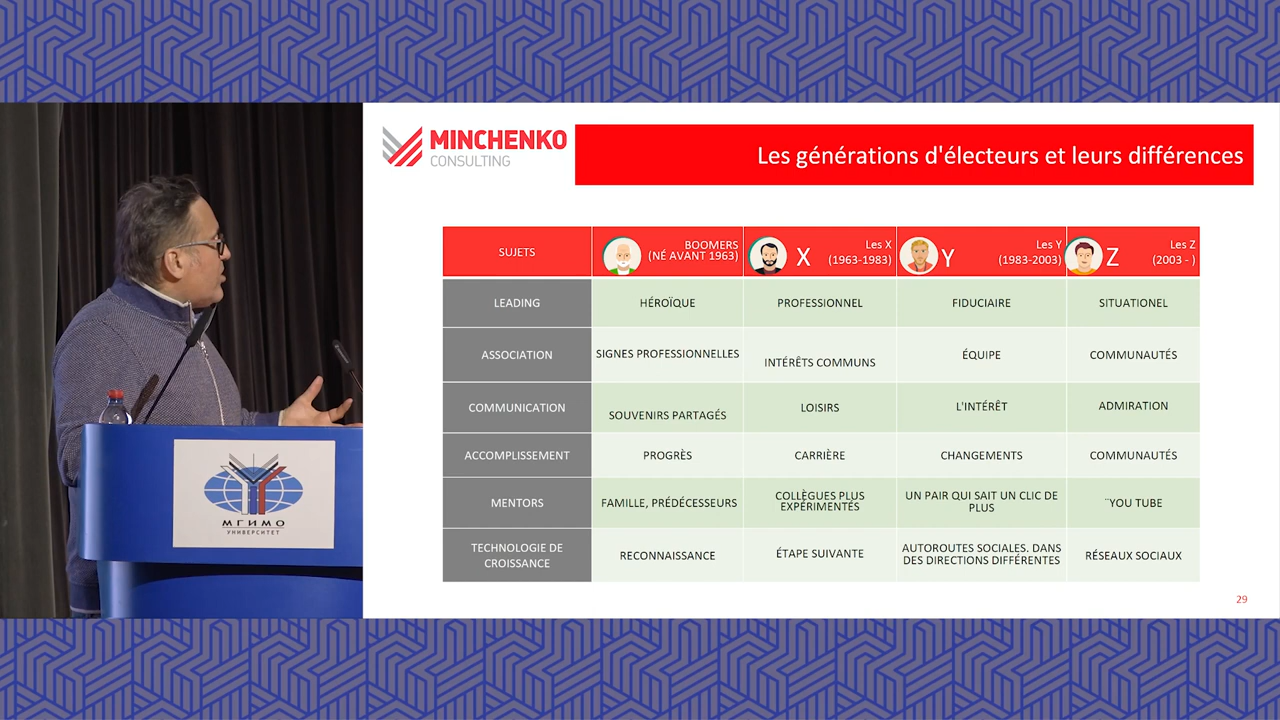 MINCHENKO
CONSULTING
Les générations d'électeurs et leurs différences
SUJETS
BOOMERS
(NÉ AVANT 1963)
X
Les X
(1963-1983)
Y
Les Y
(1983-2003)
Z
Les Z
(2003 - )
LEADING
HÉROÏQUE
PROFESSIONNEL
FIDUCIAIRE
SITUATIONEL
ASSOCIATION
SIGNES PROFESSIONNELLES
INTÉRÊTS COMMUNS
ÉQUIPE
COMMUNAUTÉS
COMMUNICATION
SOUVENIRS PARTAGÉS
LOISIRS
L'INTÉRÊT
ADMIRATION
ACCOMPLISSEMENT
PROGRÈS
CARRIÈRE
CHANGEMENTS
COMMUNAUTÉS
MENTORS
FAMILLE, PRÉDÉCESSEURS
COLLÈGUES PLUS
EXPÉRIMENTÉS
UN PAIR QUI SAIT UN CLIC DE
PLUS
¨YOU TUBE
TECHNOLOGIE DE
CROISSANCE
RECONNAISSANCE
ÉTAPE SUIVANTE
AUTOROUTES SOCIALES. DANS
DES DIRECTIONS DIFFÉRENTES
RÉSEAUX SOCIAUX
29
МГИМО
УНИВЕРСИТЕТ